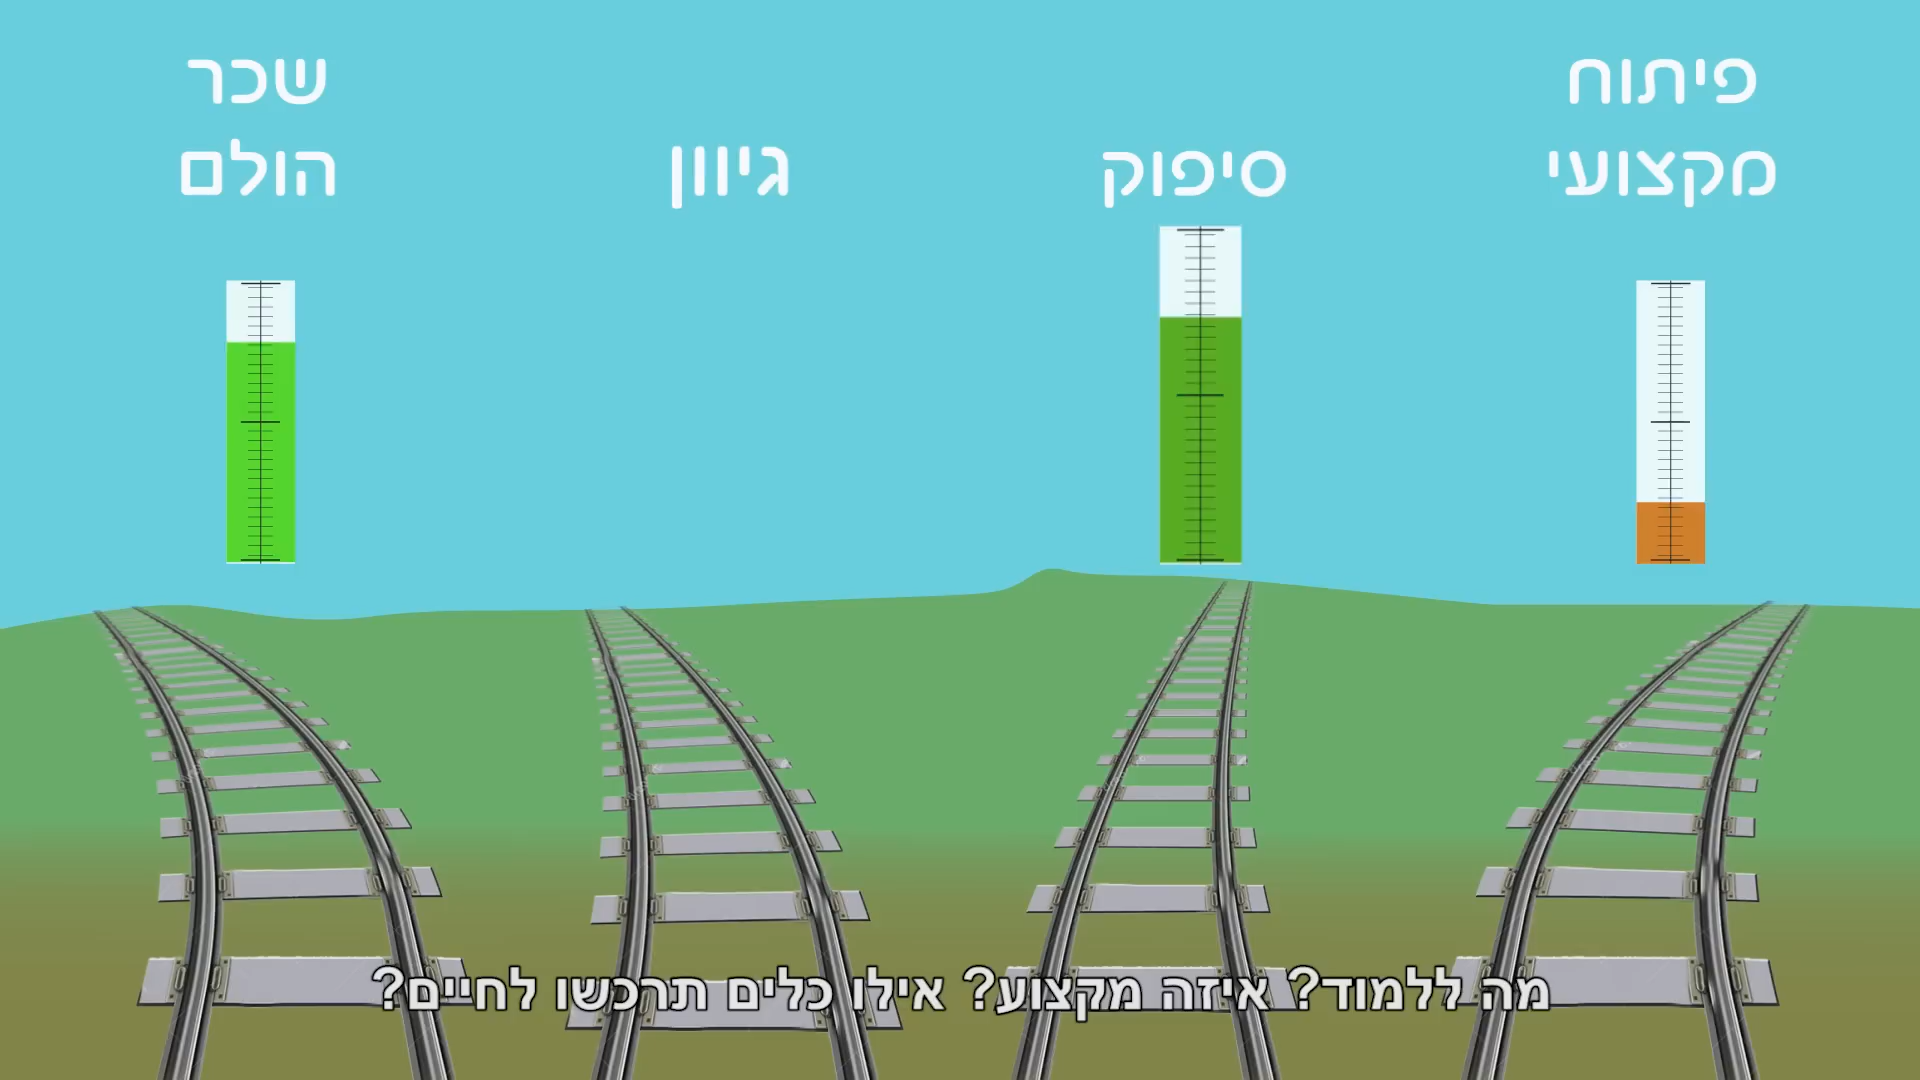 פיתוח
מקצועי
סיפוק
גיוון
שכר
הולם
מה ללמוד? איזה מקצוע? אילו כלים תרכשו לחיים?